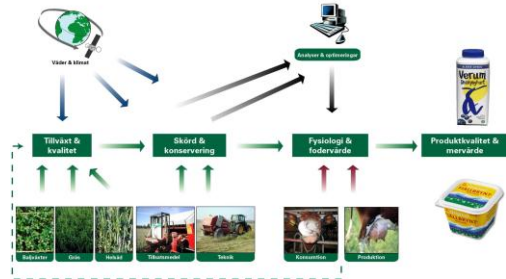 Väder & klimat
Analyser & optimeringar
Verum
Tillväxt &
kvalitet
Skörd &
konservering
Fysiologi &
fodervärde
Produktkvalitet &
mervärde
Baljväxter
Gräs
Helsäd
Tillsatsmedel
Teknik
Konsumtion
Produktion